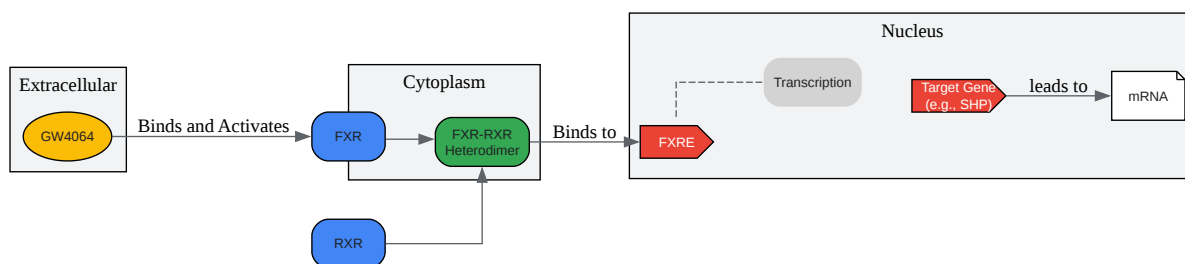 Extracellular
GW4064
Binds and Activates
Cytoplasm
FXR
FXR-RXR
Heterodimer
RXR
Binds to
Nucleus
FXRE
Transcription
Target Gene
(e.g., SHP)
leads to
mRNA